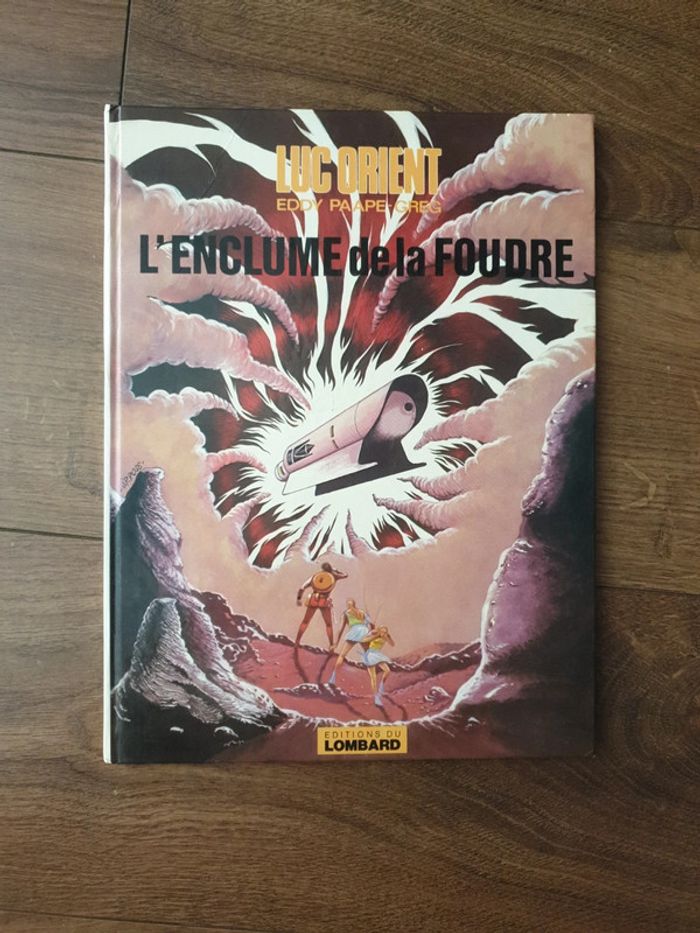 LUC ORIENT
EDDY PAAPE-GREG
L'ENCLUME de la FOUDRE
EDITIONS DU
LOMBARD